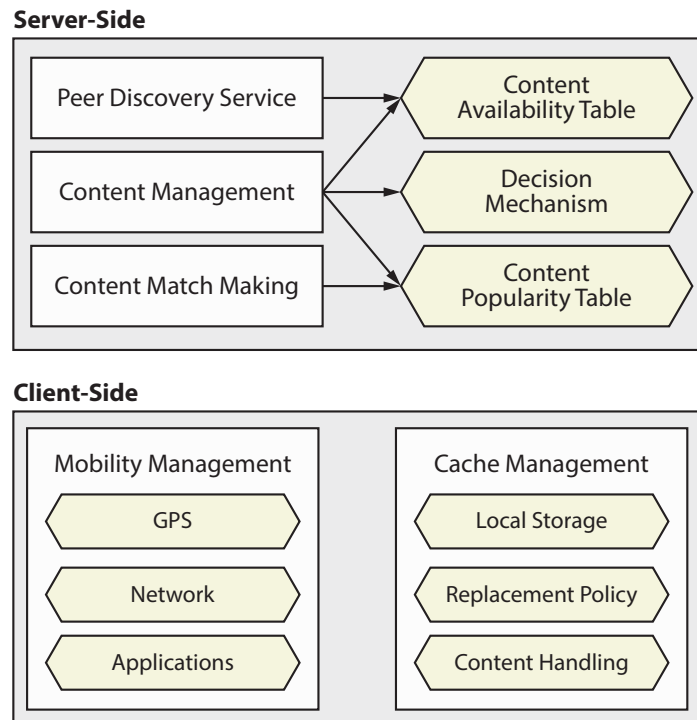 Server-Side
Peer Discovery Service
Content
Availability Table
Content Management
Decision
Mechanism
Content Match Making
Content
Popularity Table
Client-Side
Mobility Management
GPS
Network
Applications
Cache Management
Local Storage
Replacement Policy
Content Handling